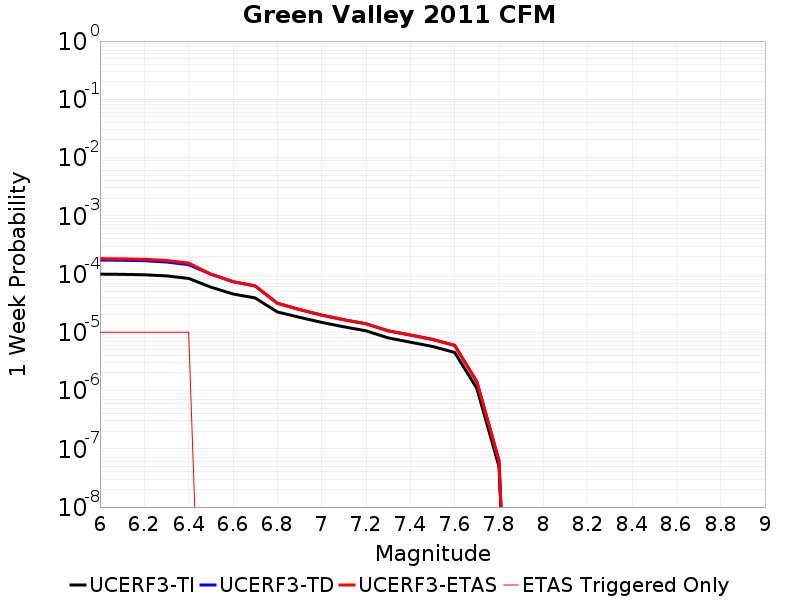 Green Valley 2011 CFM
1 Week Probability
10^0
10^-1
10^-2
10^-3
10^-4
10^-5
10^-6
10^-7
10^-8
6 6.2 6.4 6.6 6.8 7 7.2 7.4 7.6 7.8 8 8.2 8.4 8.6 8.8 9
Magnitude
UCERF3-TI UCERF3-TD UCERF3-ETAS ETAS Triggered Only